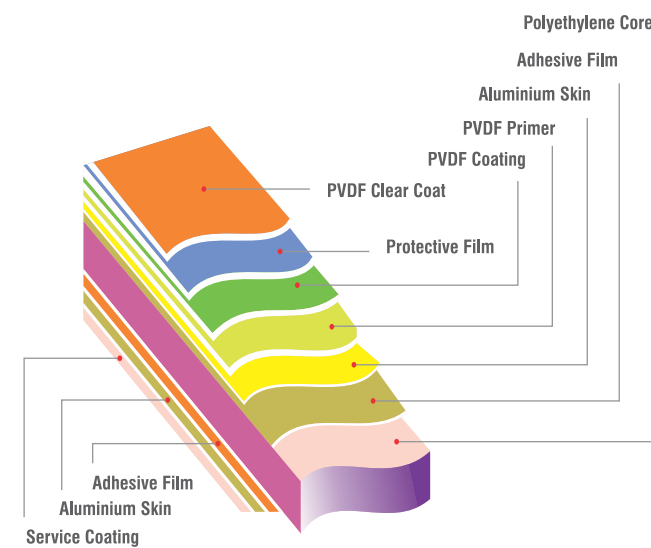 Polyethylene Core
Adhesive Film
Aluminium Skin
PVDF Primer
PVDF Coating
PVDF Clear Coat
Protective Film
Adhesive Film
Aluminium Skin
Service Coating